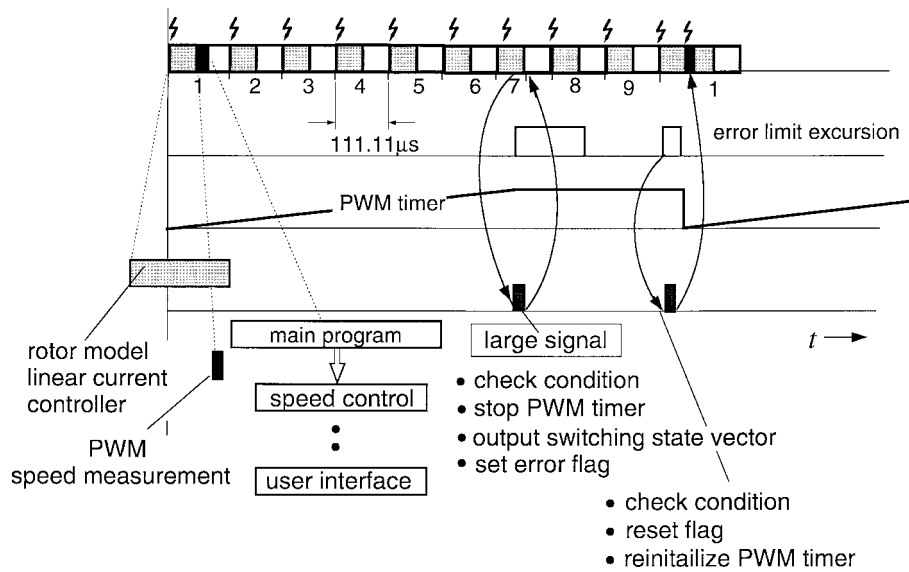 1 2 3 4 5 6 7 8 9 1
111.11μs
error limit excursion
PWM timer
rotor model
linear current
controller
PWM
speed measurement
main program
speed control
user interface
large signal
t
• check condition
• stop PWM timer
• output switching state vector
• set error flag
• check condition
• reset flag
• reinitailize PWM timer